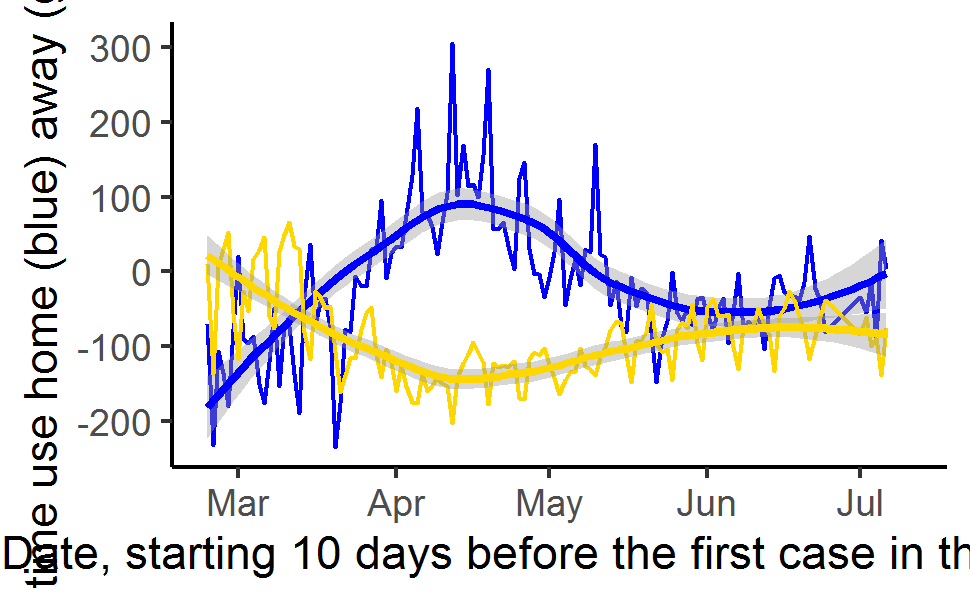 time use home (blue) away (
300
200
100
0
-100
-200
Mar Apr May Jun Jul
Date, starting 10 days before the first case in th